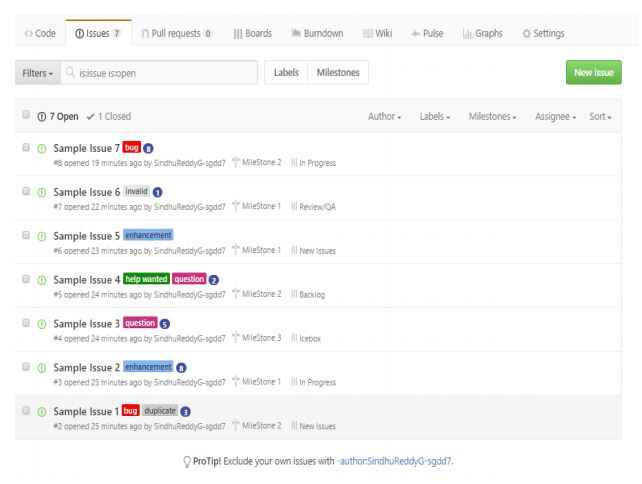 Code Issues 7 Pull requests 0 Boards Burndown Wiki Pulse Graphs Settings
Filters is:issue is:open Labels Milestones New issue
7 Open 1 Closed Author Labels Milestones Assignee Sort
Sample Issue 7 bug 8
#8 opened 19 minutes ago by SindhuReddyG-sgdd7 MileStone 2 In Progress
Sample Issue 6 invalid 1
#7 opened 22 minutes ago by SindhuReddyG-sgdd7 MileStone 1 Review/QA
Sample Issue 5 enhancement
#6 opened 23 minutes ago by SindhuReddyG-sgdd7 MileStone 1 New Issues
Sample Issue 4 help wanted question 2
#5 opened 24 minutes ago by SindhuReddyG-sgdd7 MileStone 2 Backlog
Sample Issue 3 question 5
#4 opened 24 minutes ago by SindhuReddyG-sgdd7 MileStone 3 Icebox
Sample Issue 2 enhancement 8
#3 opened 25 minutes ago by SindhuReddyG-sgdd7 MileStone 1 In Progress
Sample Issue 1 bug duplicate 3
#2 opened 25 minutes ago by SindhuReddyG-sgdd7 MileStone 2 New Issues
ProTip! Exclude your own issues with -author:SindhuReddyG-sgdd7.